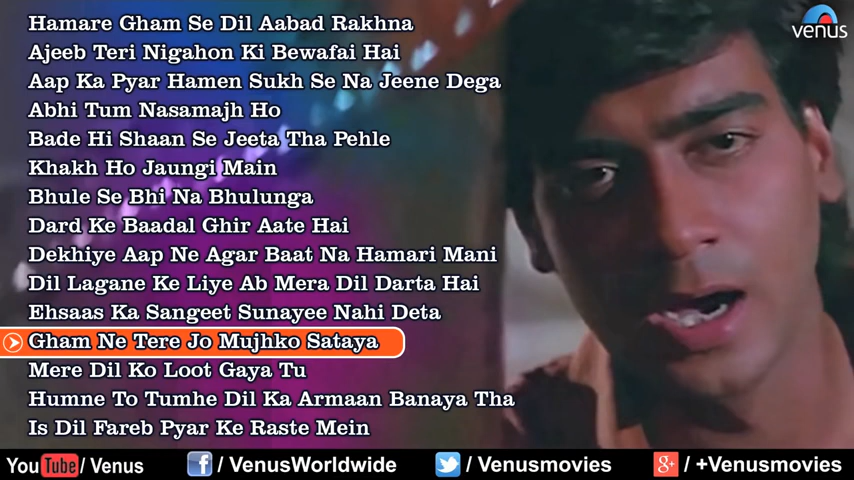 Hamare Gham Se Dil Aabad Rakhna
Ajeeb Teri Nigahon Ki Bewafai Hai
Aap Ka Pyar Hamen Sukh Se Na Jeene Dega
Abhi Tum Nasamajh Ho
Bade Hi Shaan Se Jeeta Tha Pehle
Khakh Ho Jaungi Main
Bhule Se Bhi Na Bhulunga
Dard Ke Baadal Ghir Aate Hai
Dekhiye Aap Ne Agar Baat Na Hamari Mani
Dil Lagane Ke Liye Ab Mera Dil Darta Hai
Ehsaas Ka Sangeet Sunayee Nahi Deta
Gham Ne Tere Jo Mujhko Sataya
Mere Dil Ko Loot Gaya Tu
Humne To Tumhe Dil Ka Armaan Banaya Tha
Is Dil Fareb Pyar Ke Raste Mein
venus
You Tube / Venus f / VenusWorldwide / Venusmovies g+ / +Venusmovies